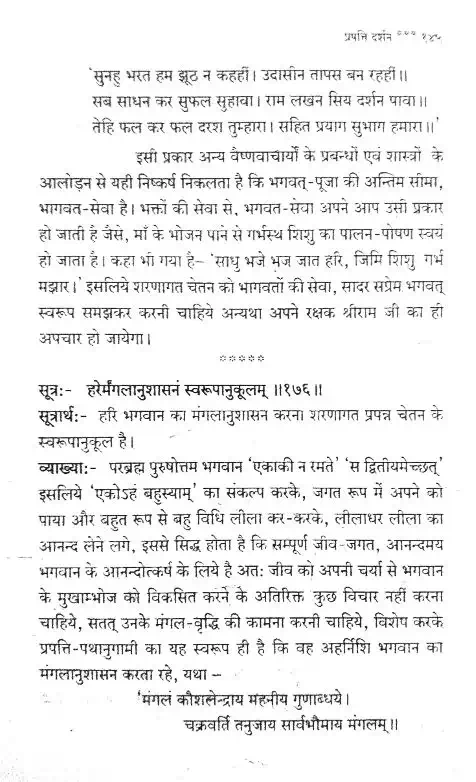 प्रपत्ति दर्शन *** १४५
'सुनहु भरत हम झूठ न कहहीं। उदासीन तापस बन रहहीं॥
सब साधन कर सुफल सुहावा। राम लखन सिय दर्शन पावा॥
तेहि फल कर फल दरश तुम्हारा। सहित प्रयाग सुभाग हमारा॥'
इसी प्रकार अन्य वैष्णवाचार्यों के प्रबन्धों एवं शास्त्रों के
आलोड़न से यही निष्कर्ष निकलता है कि भगवत्-पूजा की अन्तिम सीमा,
भागवत-सेवा है। भक्तों की सेवा से, भगवत-सेवा अपने आप उसी प्रकार
हो जाती है जैसे, माँ के भोजन पाने से गर्भस्थ शिशु का पालन-पोषण स्वयं
हो जाता है। कहा भी गया है- 'साधु भजे भज जात हरि, जिमि शिशु गर्भ
मझार।' इसलिये शरणागत चेतन को भागवतों की सेवा, सादर सप्रेम भगवत्
स्वरूप समझकर करनी चाहिये अन्यथा अपने रक्षक श्रीराम जी का ही
अपचार हो जायेगा।
*****
सूत्र:- हरेर्मंगलानुशासनं स्वरूपानुकूलम् ॥१७६॥
सूत्रार्थ:- हरि भगवान का मंगलानुशासन करना शरणागत प्रपन्न चेतन के
स्वरूपानुकूल है।
व्याख्या:- परब्रह्म पुरुषोत्तम भगवान 'एकाकी न रमते' 'स द्वितीयमेच्छत्'
इसलिये 'एकोऽहं बहुस्याम्' का संकल्प करके, जगत रूप में अपने को
पाया और बहुत रूप से बहु विधि लीला कर-करके, लीलाधर लीला का
आनन्द लेने लगे, इससे सिद्ध होता है कि सम्पूर्ण जीव-जगत, आनन्दमय
भगवान के आनन्दोत्कर्ष के लिये है अतः जीव को अपनी चर्या से भगवान
के मुखाम्भोज को विकसित करने के अतिरिक्त कुछ विचार नहीं करना
चाहिये, सतत् उनके मंगल-वृद्धि की कामना करनी चाहिये, विशेष करके
प्रपत्ति-पथानुगामी का यह स्वरूप ही है कि वह अहर्निशि भगवान का
मंगलानुशासन करता रहे, यथा -
'मंगलं कौशलेन्द्राय महनीय गुणाब्धये।
चक्रवर्ति तनुजाय सार्वभौमाय मंगलम्॥